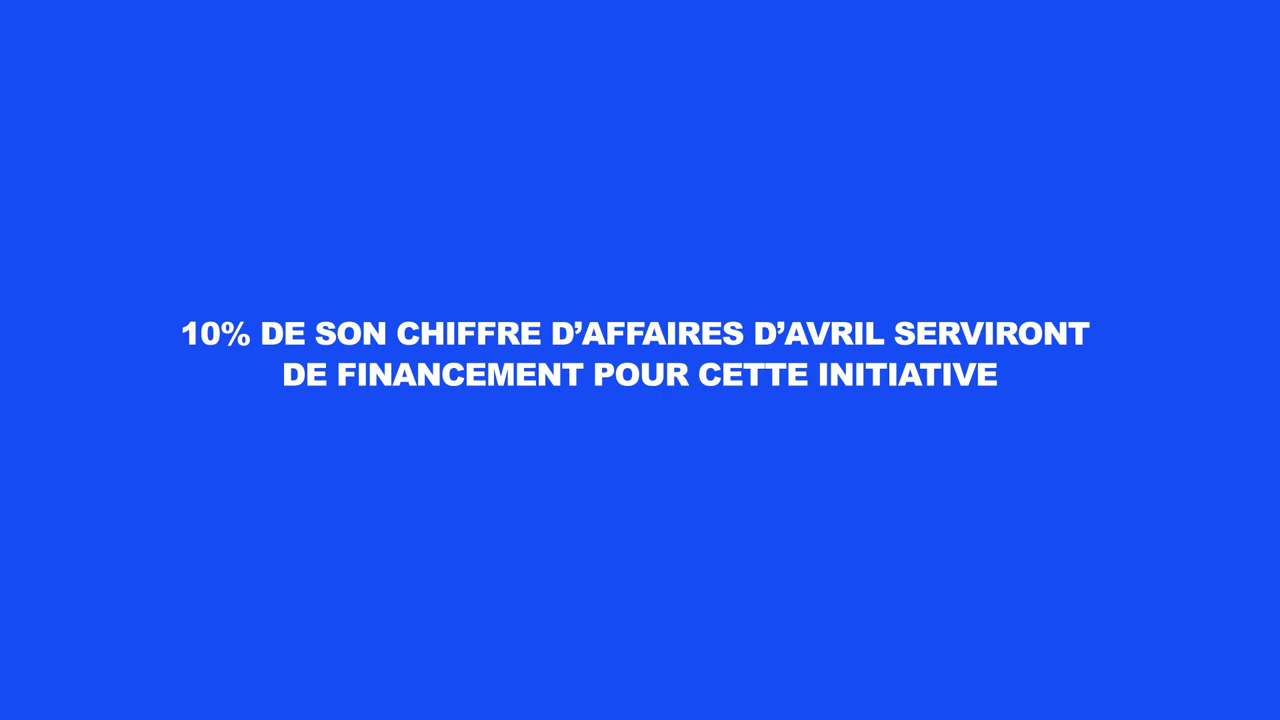 10% DE SON CHIFFRE D’AFFAIRES D’AVRIL SERVIRONT
DE FINANCEMENT POUR CETTE INITIATIVE